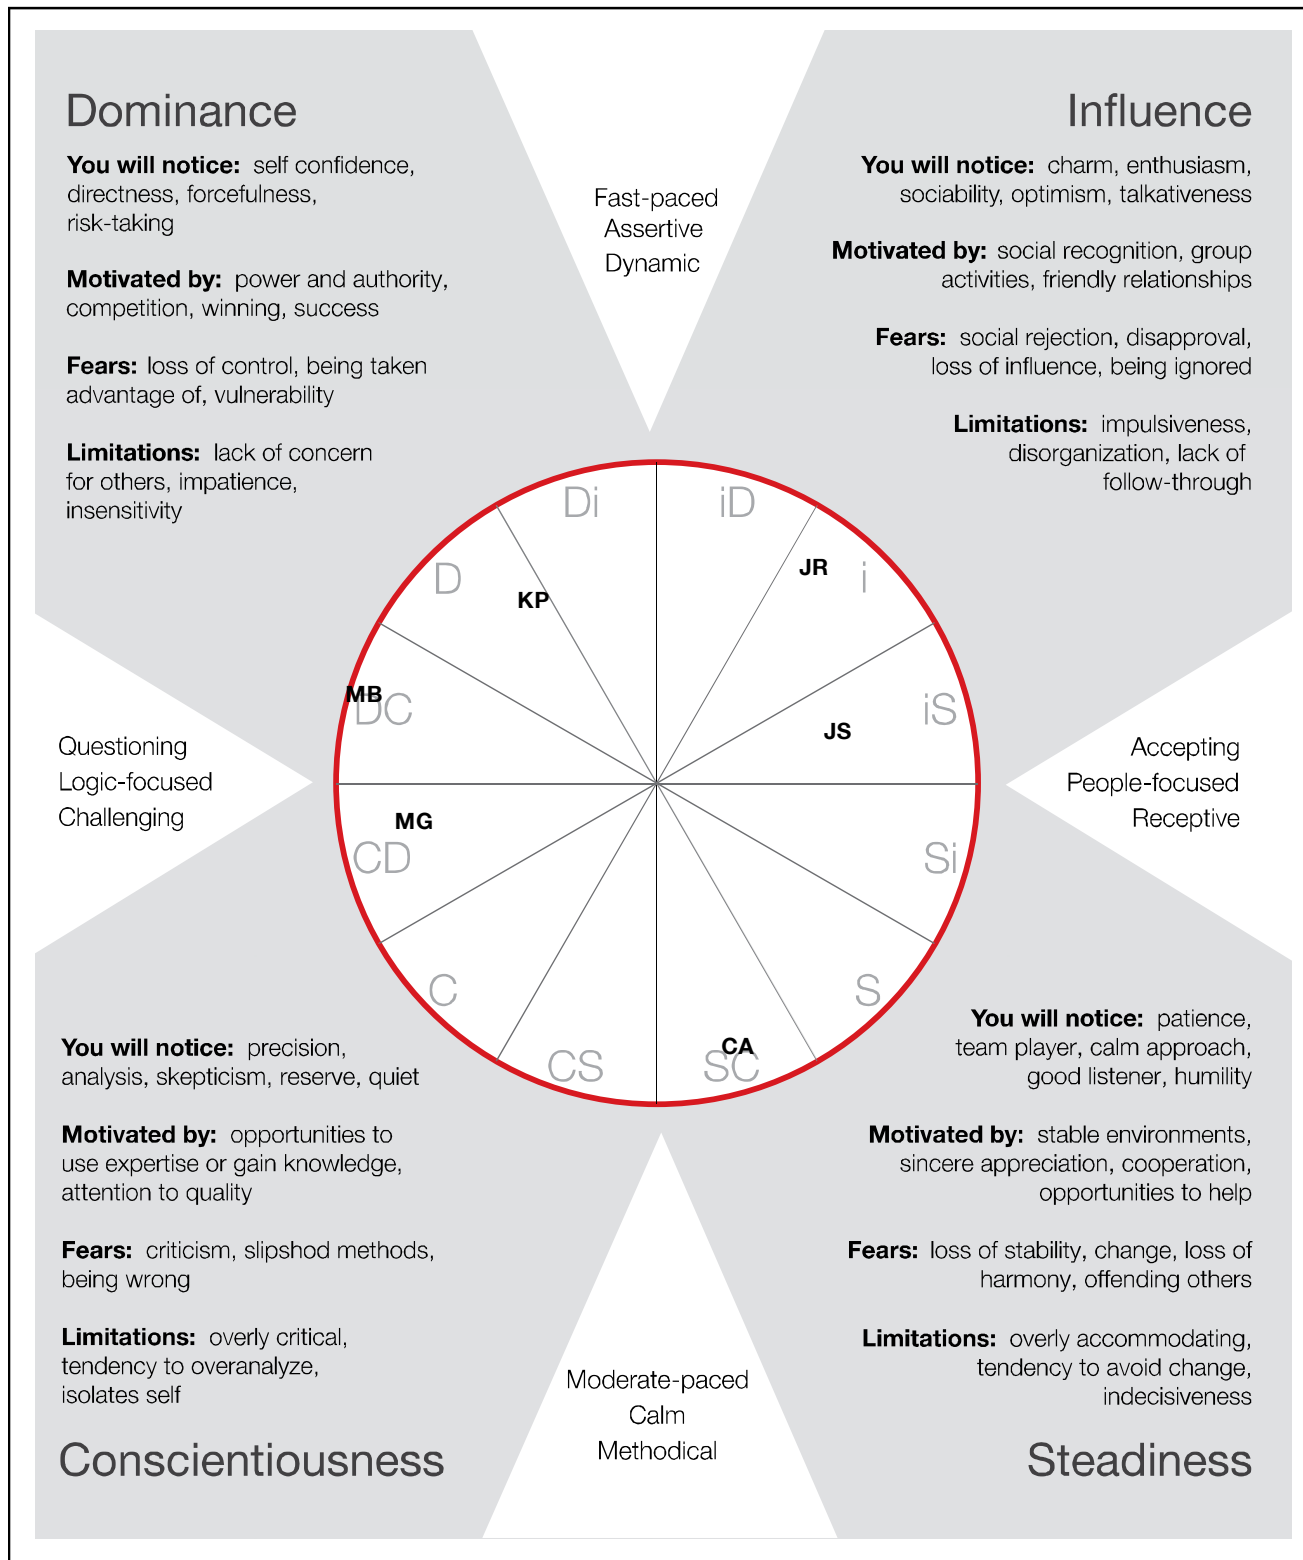 Dominance
You will notice: self confidence,
directness, forcefulness,
risk-taking
Motivated by: power and authority,
competition, winning, success
Fears: loss of control, being taken
advantage of, vulnerability
Limitations: lack of concern
for others, impatience,
insensitivity
Fast-paced
Assertive
Dynamic
Influence
You will notice: charm, enthusiasm,
sociability, optimism, talkativeness
Motivated by: social recognition, group
activities, friendly relationships
Fears: social rejection, disapproval,
loss of influence, being ignored
Limitations: impulsiveness,
disorganization, lack of
follow-through
Di
iD
D
KP
JR
i
MB
DC
JS
iS
Questioning
Logic-focused
Challenging
Accepting
People-focused
Receptive
MG
CD
Si
C
S
CS
CA
SC
You will notice: precision,
analysis, skepticism, reserve, quiet
Motivated by: opportunities to
use expertise or gain knowledge,
attention to quality
Fears: criticism, slipshod methods,
being wrong
Limitations: overly critical,
tendency to overanalyze,
isolates self
Conscientiousness
Moderate-paced
Calm
Methodical
You will notice: patience,
team player, calm approach,
good listener, humility
Motivated by: stable environments,
sincere appreciation, cooperation,
opportunities to help
Fears: loss of stability, change, loss of
harmony, offending others
Limitations: overly accommodating,
tendency to avoid change,
indecisiveness
Steadiness